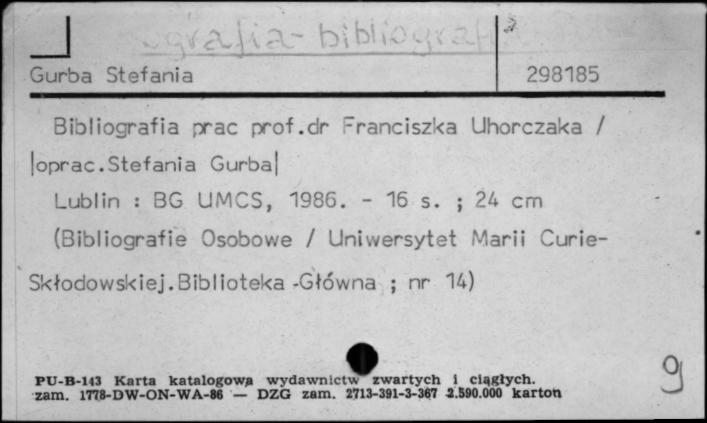 ografia - bibliografi
Gurba Stefania 298185
Bibliografia prac prof.dr Franciszka Uhorczaka /
|oprac.Stefania Gurba|
Lublin : BG UMCS, 1986. - 16 s. ; 24 cm
(Bibliografie Osobowe / Uniwersytet Marii Curie-
Skłodowskiej.Biblioteka -Główna ; nr 14)
g
PU-B-143 Karta katalogowa wydawnictw zwartych i ciągłych.
zam. 1778-DW-ON-WA-86 — DZG zam. 2713-391-3-367 2.590.000 karton